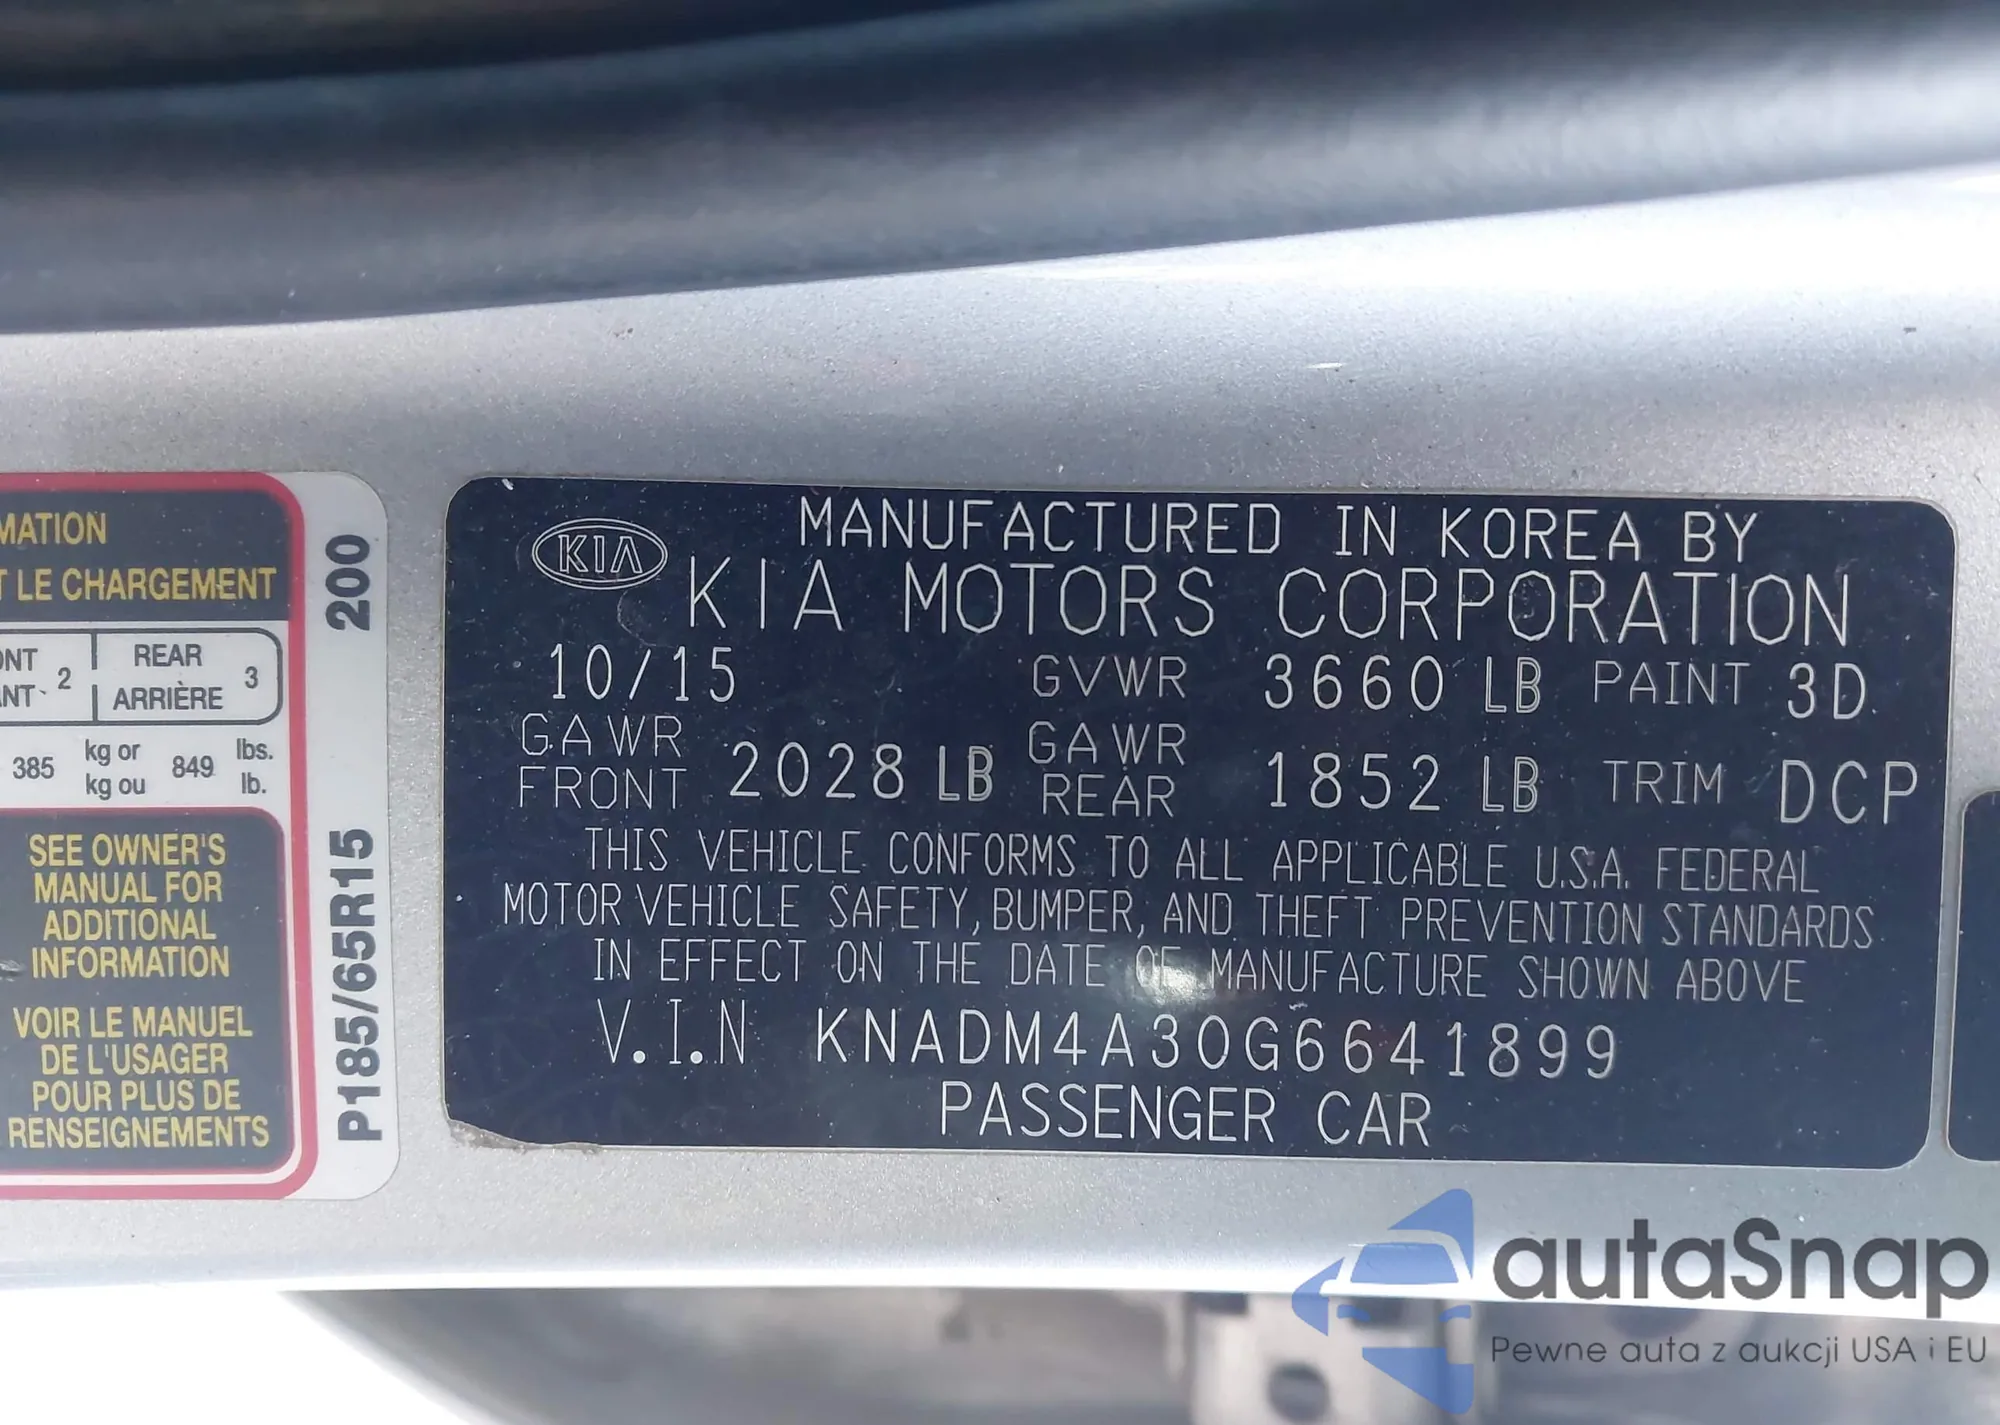 MATION
T LE CHARGEMENT
ONT 2 REAR 3
ANT ARRIÈRE
385 kg or 849 lbs.
kg ou lb.
SEE OWNER'S
MANUAL FOR
ADDITIONAL
INFORMATION
VOIR LE MANUEL
DE L'USAGER
POUR PLUS DE
RENSEIGNEMENTS
P185/65R15 200
KIA
MANUFACTURED IN KOREA BY
KIA MOTORS CORPORATION
10/15 GVWR 3660 LB PAINT 3D
GAWR FRONT 2028 LB GAWR REAR 1852 LB TRIM DCP
THIS VEHICLE CONFORMS TO ALL APPLICABLE U.S.A. FEDERAL
MOTOR VEHICLE SAFETY, BUMPER, AND THEFT PREVENTION STANDARDS
IN EFFECT ON THE DATE OF MANUFACTURE SHOWN ABOVE
V.I.N KNADM4A30G6641899
PASSENGER CAR
autaSnap
Pewne auta z aukcji USA i EU